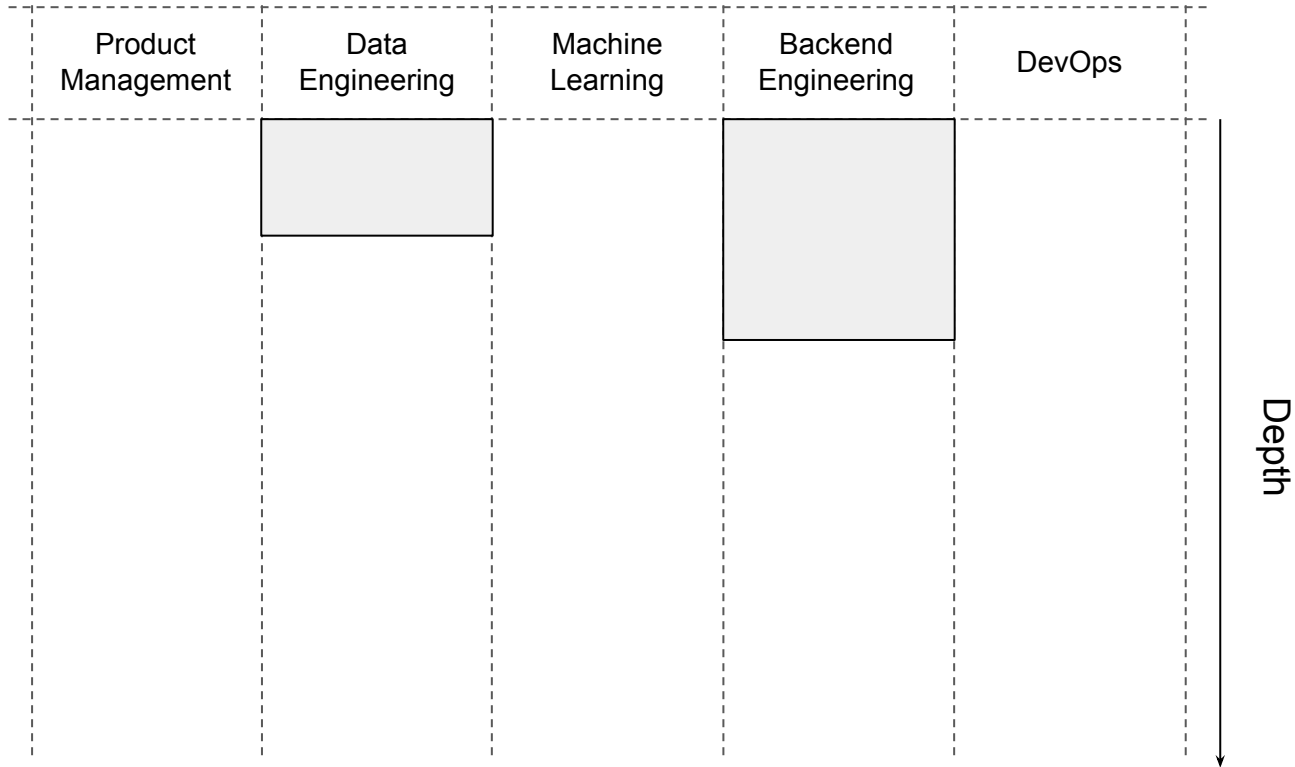 Product
Management
Data
Engineering
Machine
Learning
Backend
Engineering
DevOps
Depth